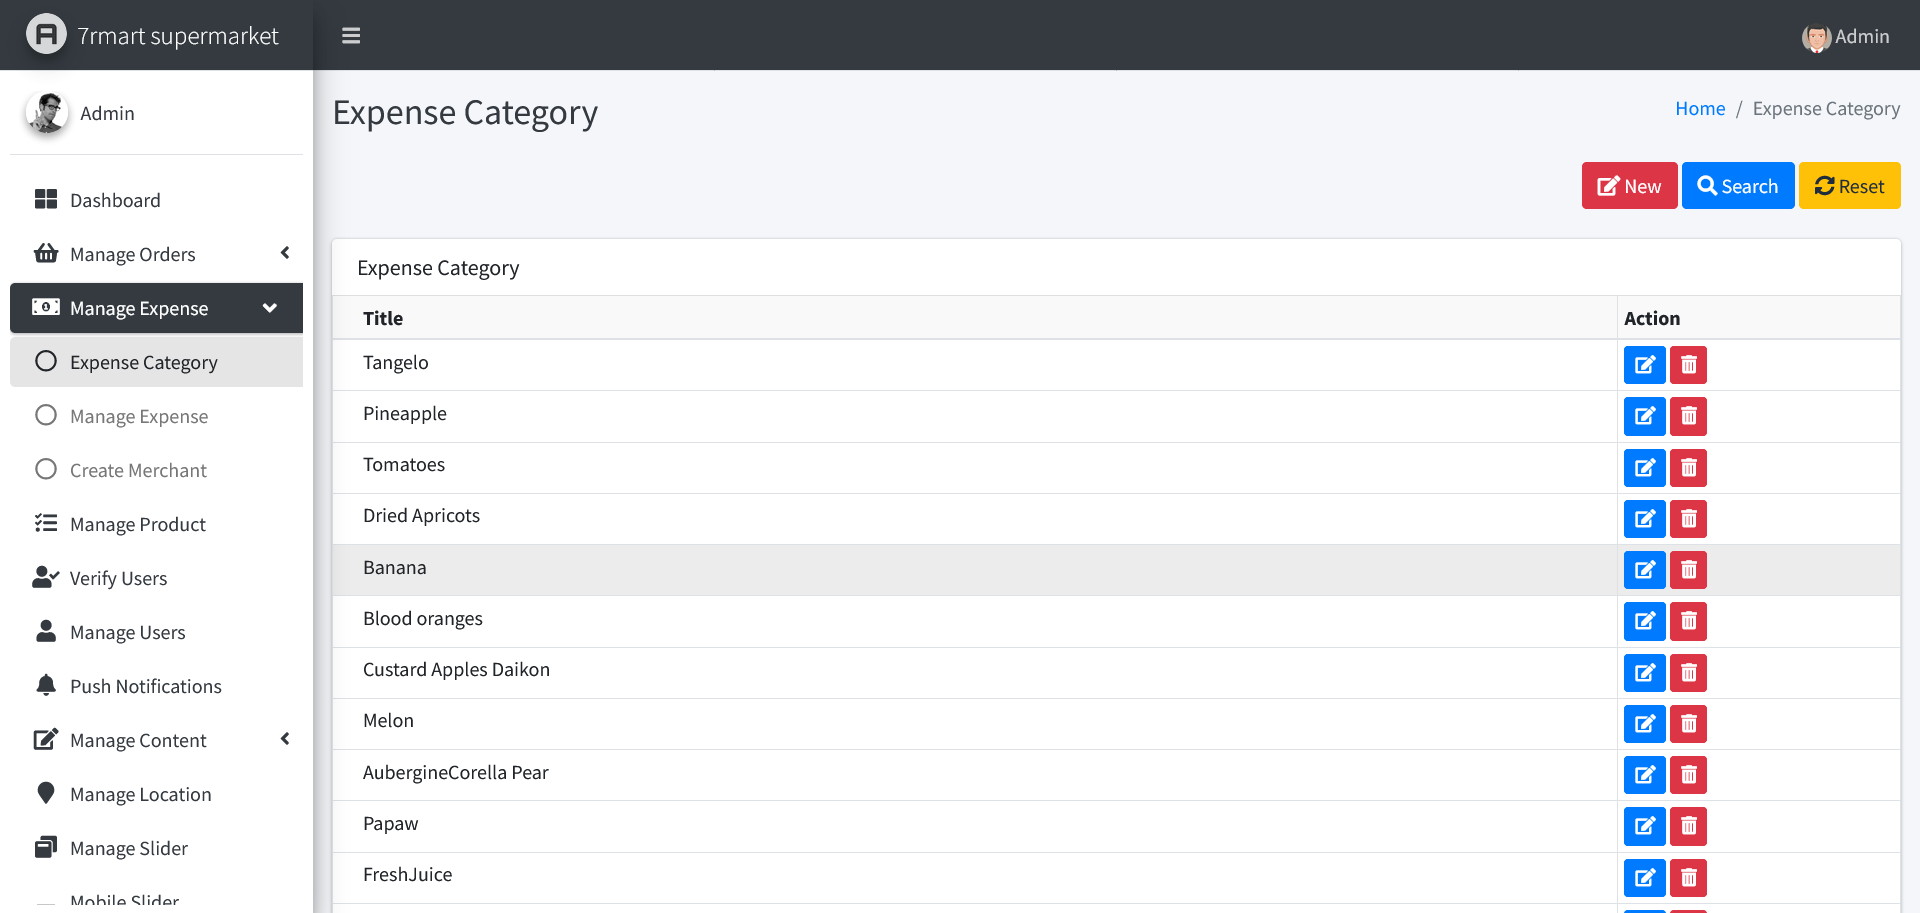 7rmart supermarket
Admin
Admin
Dashboard
Manage Orders
Manage Expense
Expense Category
Manage Expense
Create Merchant
Manage Product
Verify Users
Manage Users
Push Notifications
Manage Content
Manage Location
Manage Slider
Mobile Slider
Expense Category
Home / Expense Category
New Search Reset
Expense Category
Title Action
Tangelo
Pineapple
Tomatoes
Dried Apricots
Banana
Blood oranges
Custard Apples Daikon
Melon
AubergineCorella Pear
Papaw
FreshJuice